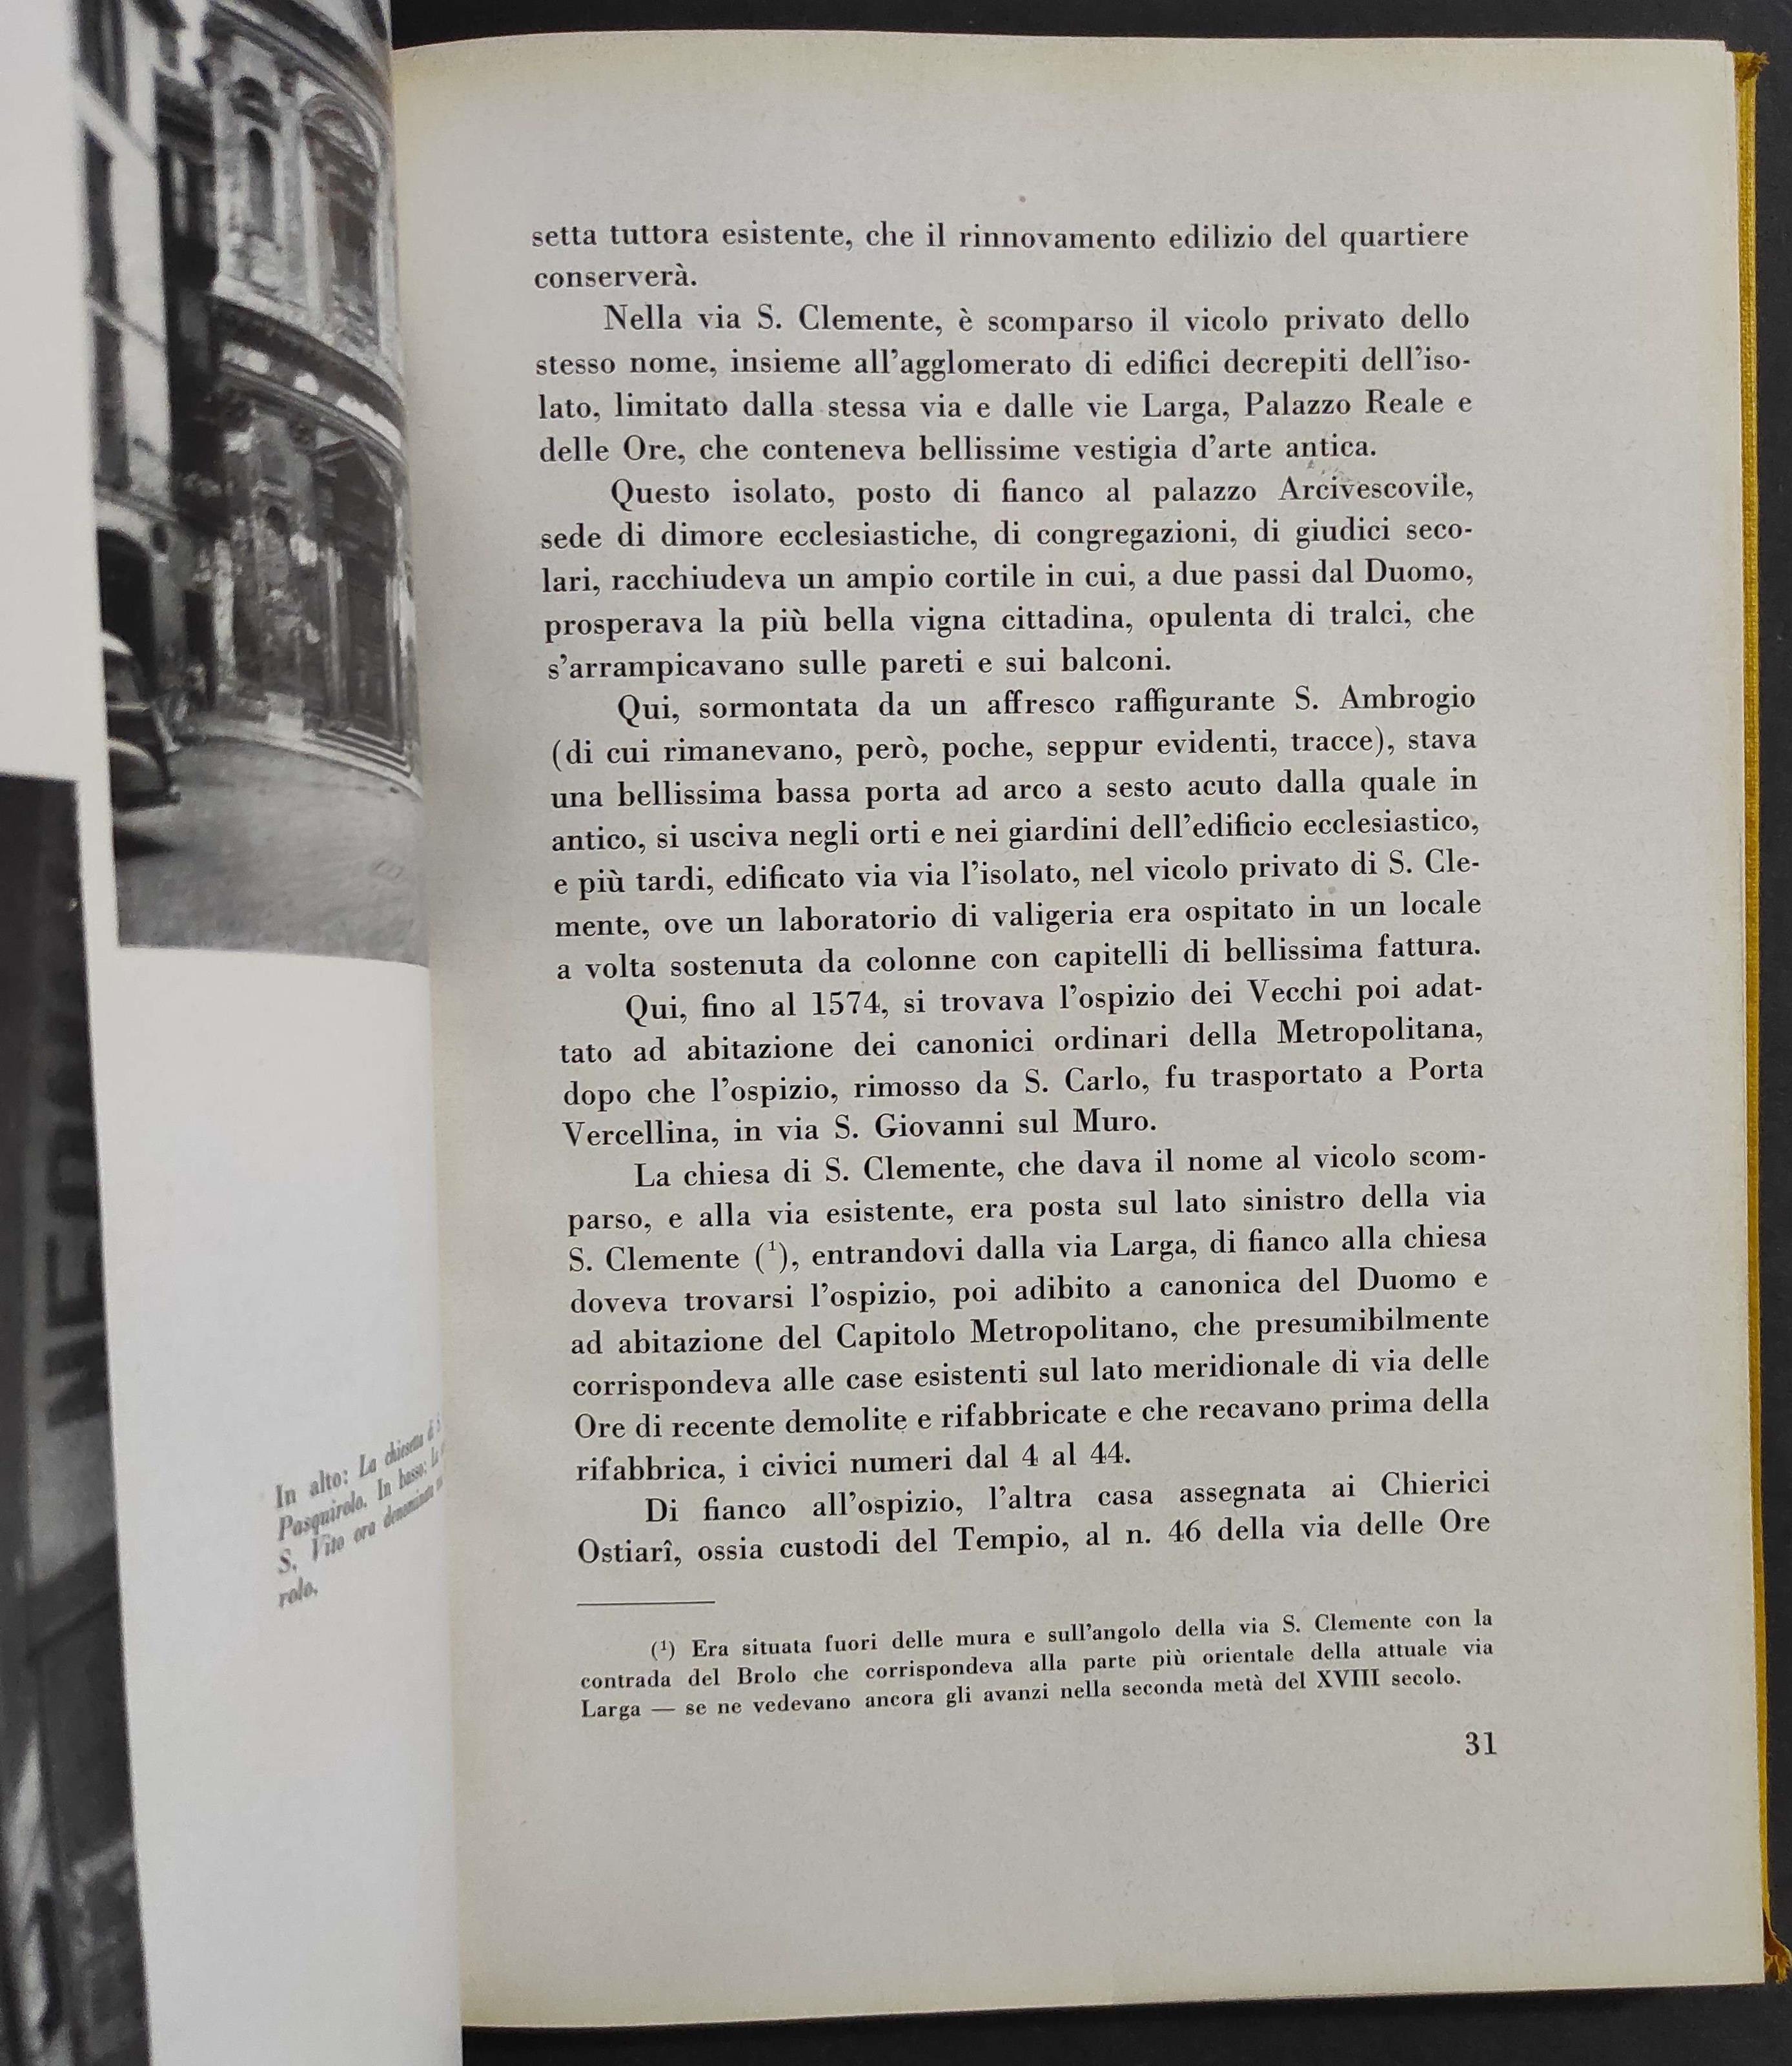 In alto: La chiesetta di S.
Pasquirolo. In basso: la
S. Vito ora denominata
rolo.
setta tuttora esistente, che il rinnovamento edilizio del quartiere
conserverà.
Nella via S. Clemente, è scomparso il vicolo privato dello
stesso nome, insieme all'agglomerato di edifici decrepiti dell'iso-
lato, limitato dalla stessa via e dalle vie Larga, Palazzo Reale e
delle Ore, che conteneva bellissime vestigia d'arte antica.
Questo isolato, posto di fianco al palazzo Arcivescovile,
sede di dimore ecclesiastiche, di congregazioni, di giudici seco-
lari, racchiudeva un ampio cortile in cui, a due passi dal Duomo,
prosperava la più bella vigna cittadina, opulenta di tralci, che
s'arrampicavano sulle pareti e sui balconi.
Qui, sormontata da un affresco raffigurante S. Ambrogio
(di cui rimanevano, però, poche, seppur evidenti, tracce), stava
una bellissima bassa porta ad arco a sesto acuto dalla quale in
antico, si usciva negli orti e nei giardini dell'edificio ecclesiastico,
e più tardi, edificato via via l'isolato, nel vicolo privato di S. Cle-
mente, ove un laboratorio di valigeria era ospitato in un locale
a volta sostenuta da colonne con capitelli di bellissima fattura.
Qui, fino al 1574, si trovava l'ospizio dei Vecchi poi adat-
tato ad abitazione dei canonici ordinari della Metropolitana,
dopo che l'ospizio, rimosso da S. Carlo, fu trasportato a Porta
Vercellina, in via S. Giovanni sul Muro.
La chiesa di S. Clemente, che dava il nome al vicolo scom-
parso, e alla via esistente, era posta sul lato sinistro della via
S. Clemente (¹), entrandovi dalla via Larga, di fianco alla chiesa
doveva trovarsi l'ospizio, poi adibito a canonica del Duomo e
ad abitazione del Capitolo Metropolitano, che presumibilmente
corrispondeva alle case esistenti sul lato meridionale di via delle
Ore di recente demolite e rifabbricate e che recavano prima della
rifabbrica, i civici numeri dal 4 al 44.
Di fianco all'ospizio, l'altra casa assegnata ai Chierici
Ostiarî, ossia custodi del Tempio, al n. 46 della via delle Ore
(¹) Era situata fuori delle mura e sull'angolo della via S. Clemente con la
contrada del Brolo che corrispondeva alla parte più orientale della attuale via
Larga — se ne vedevano ancora gli avanzi nella seconda metà del XVIII secolo.
31